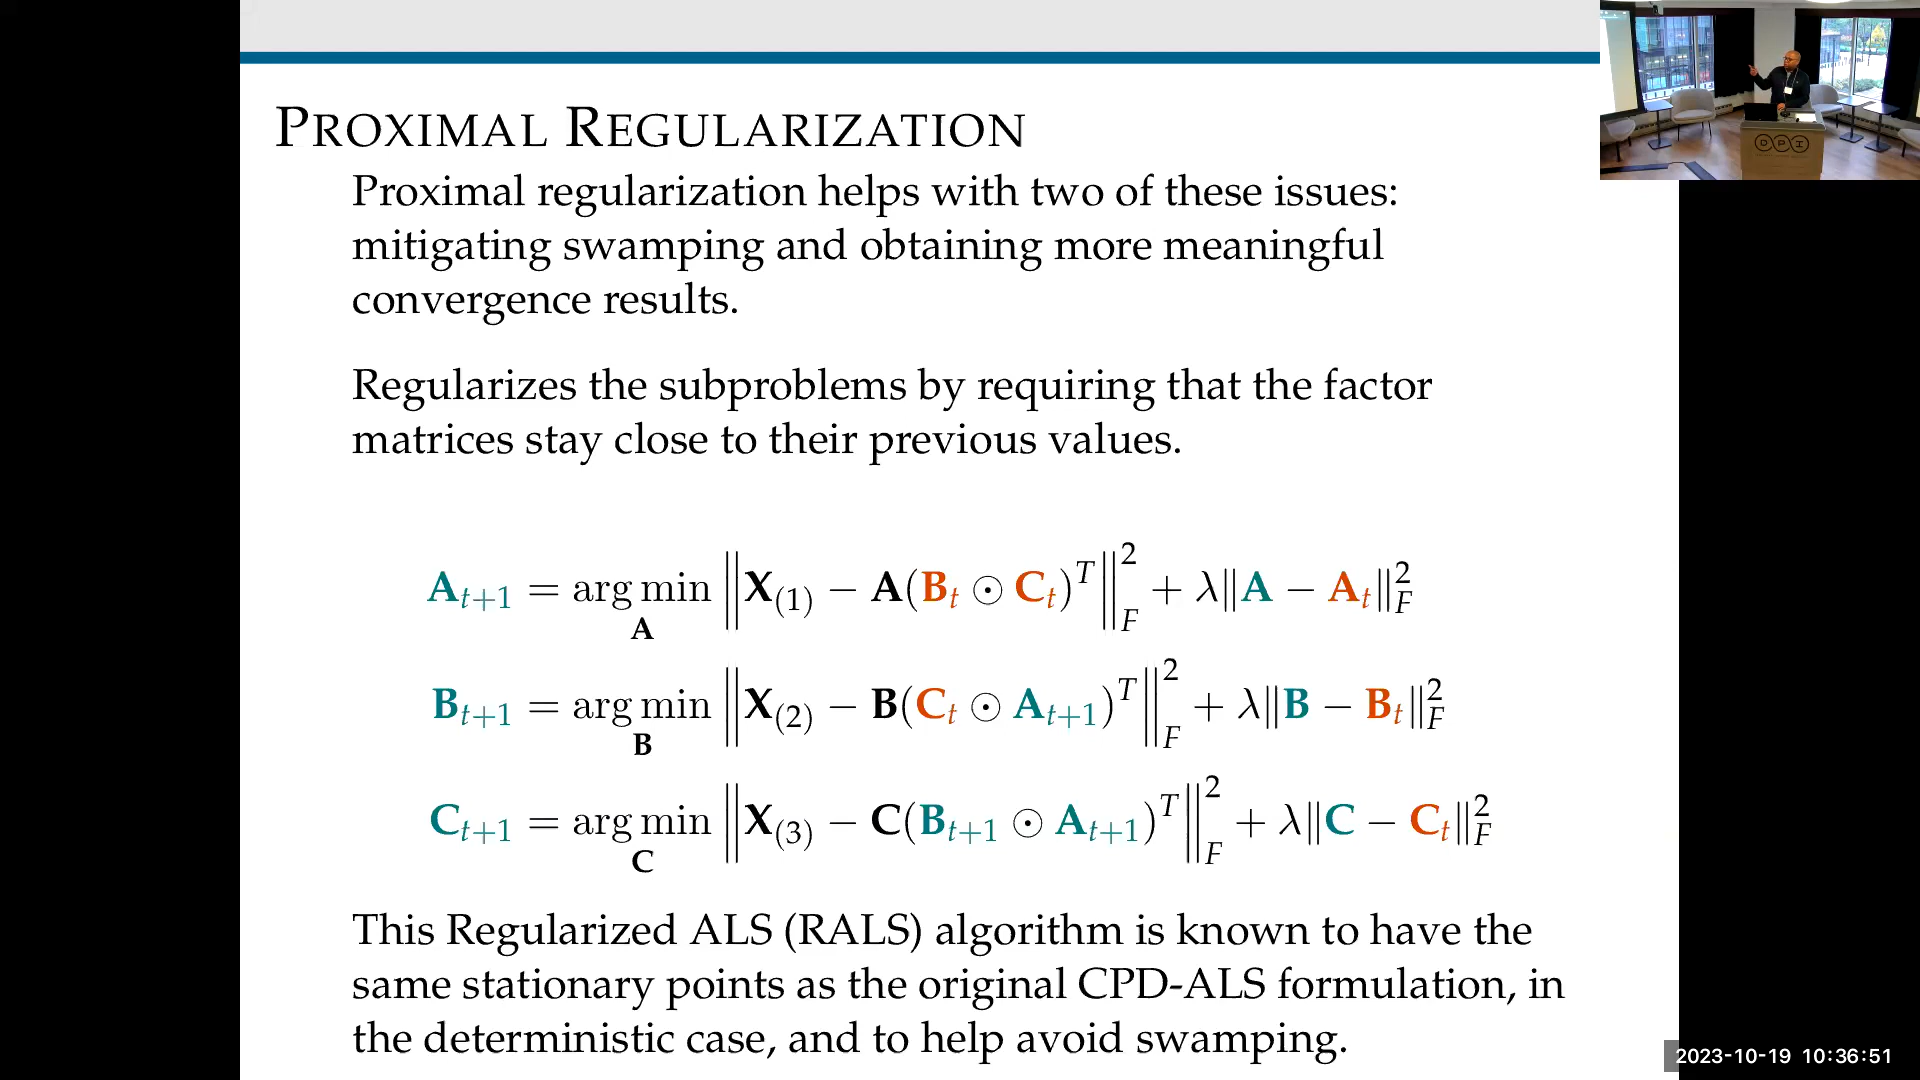 PROXIMAL REGULARIZATION
Proximal regularization helps with two of these issues:
mitigating swamping and obtaining more meaningful
convergence results.
Regularizes the subproblems by requiring that the factor
matrices stay close to their previous values.
A_{t+1} = arg min_A ‖X_{(1)} − A(B_t ⊙ C_t)^T‖_F^2 + λ‖A − A_t‖_F^2
B_{t+1} = arg min_B ‖X_{(2)} − B(C_t ⊙ A_{t+1})^T‖_F^2 + λ‖B − B_t‖_F^2
C_{t+1} = arg min_C ‖X_{(3)} − C(B_{t+1} ⊙ A_{t+1})^T‖_F^2 + λ‖C − C_t‖_F^2
This Regularized ALS (RALS) algorithm is known to have the
same stationary points as the original CPD-ALS formulation, in
the deterministic case, and to help avoid swamping.
DPI
2023-10-19 10:36:51